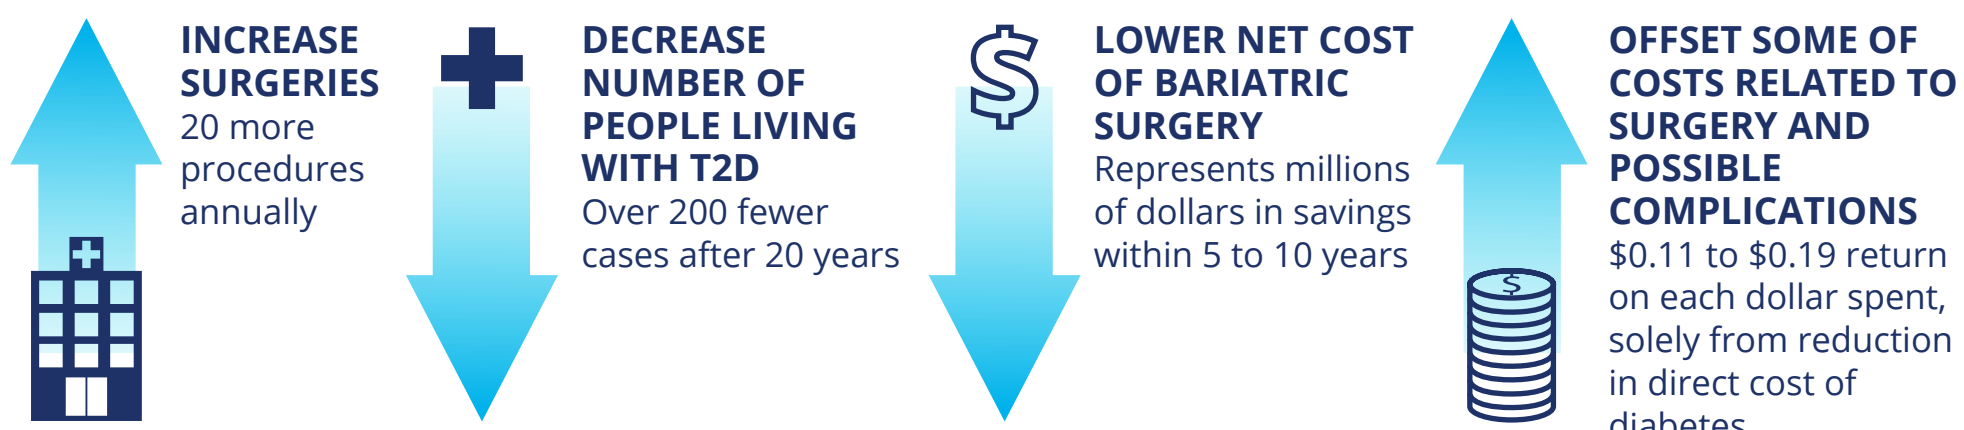 INCREASE
SURGERIES
20 more
procedures
annually
DECREASE
NUMBER OF
PEOPLE LIVING
WITH T2D
Over 200 fewer
cases after 20 years
$
LOWER NET COST
OF BARIATRIC
SURGERY
Represents millions
of dollars in savings
within 5 to 10 years
$
OFFSET SOME OF
COSTS RELATED TO
SURGERY AND
POSSIBLE
COMPLICATIONS
$0.11 to $0.19 return
on each dollar spent,
solely from reduction
in direct cost of
diabetes